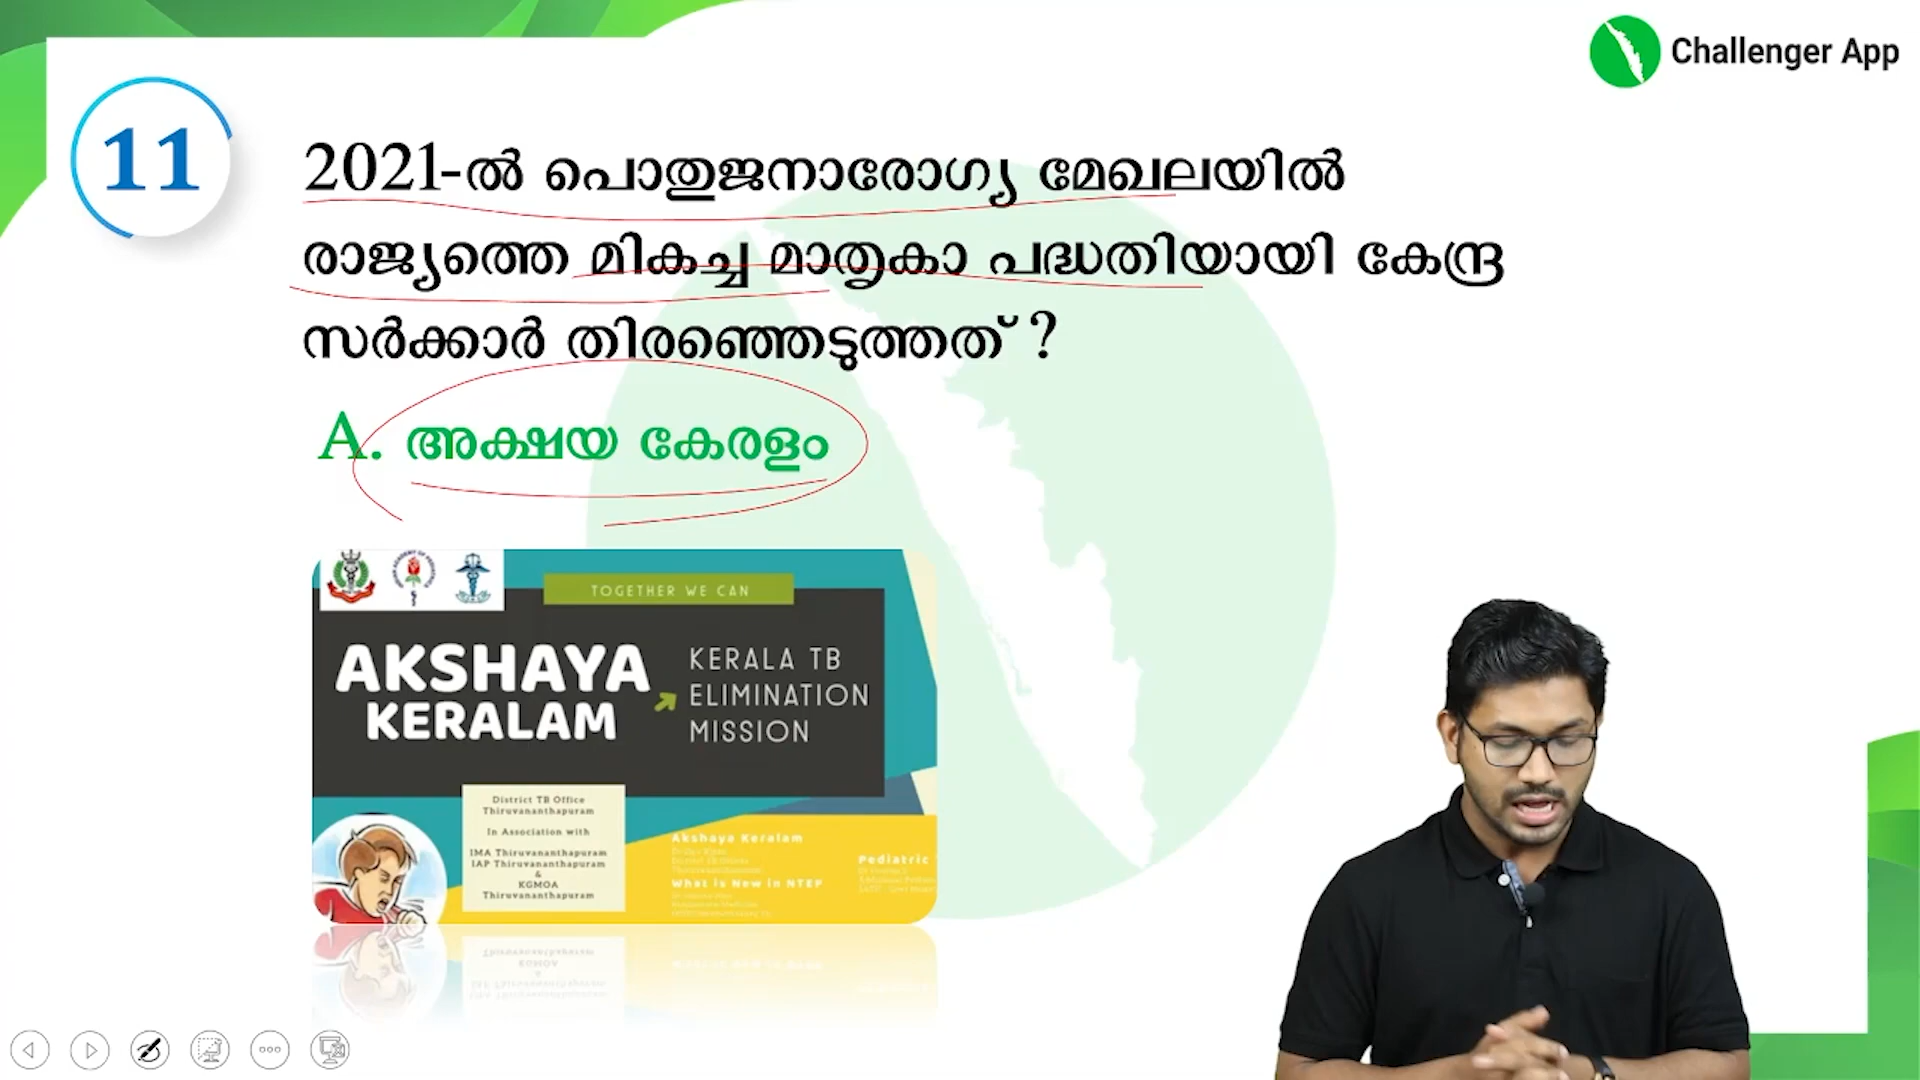 Challenger App
11
2021-ൽ പൊതുജനാരോഗ്യ മേഖലയിൽ
രാജ്യത്തെ മികച്ച മാതൃകാ പദ്ധതിയായി കേന്ദ്ര
സർക്കാർ തിരഞ്ഞെടുത്തത് ?
A. അക്ഷയ കേരളം
TOGETHER WE CAN
AKSHAYA
KERALAM
KERALA TB
ELIMINATION
MISSION
District TB Office
Thiruvananthapuram
In Association with
IMA Thiruvananthapuram
IAP Thiruvananthapuram
&
KGMOA
Thiruvananthapuram
Akshaya Keralam
What is New in NTEP
Pediatric